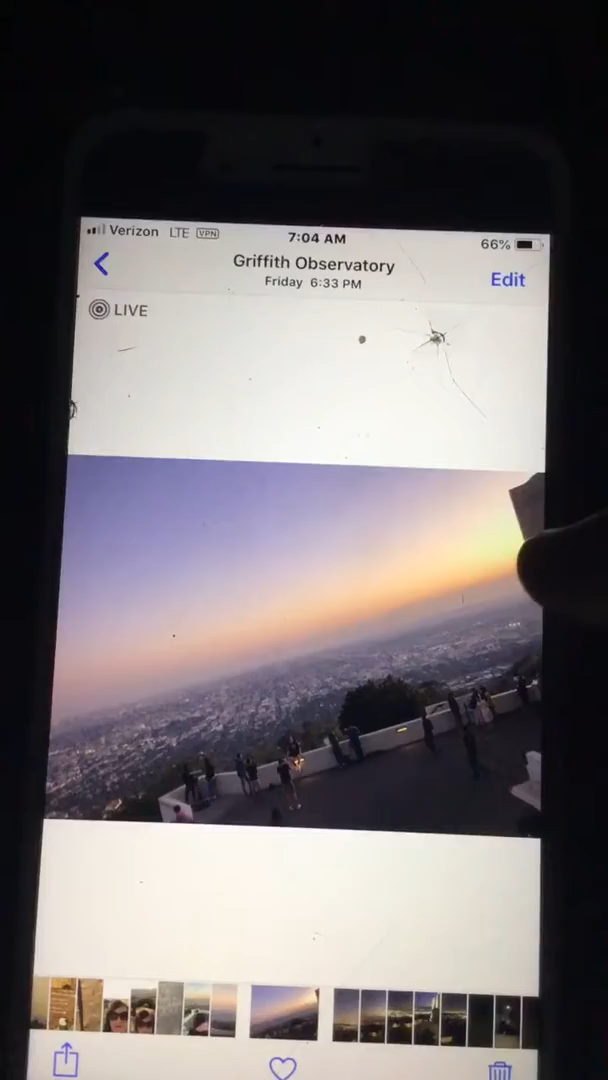 Verizon LTE VPN 7:04 AM 66%
Griffith Observatory
Friday 6:33 PM
Edit
LIVE